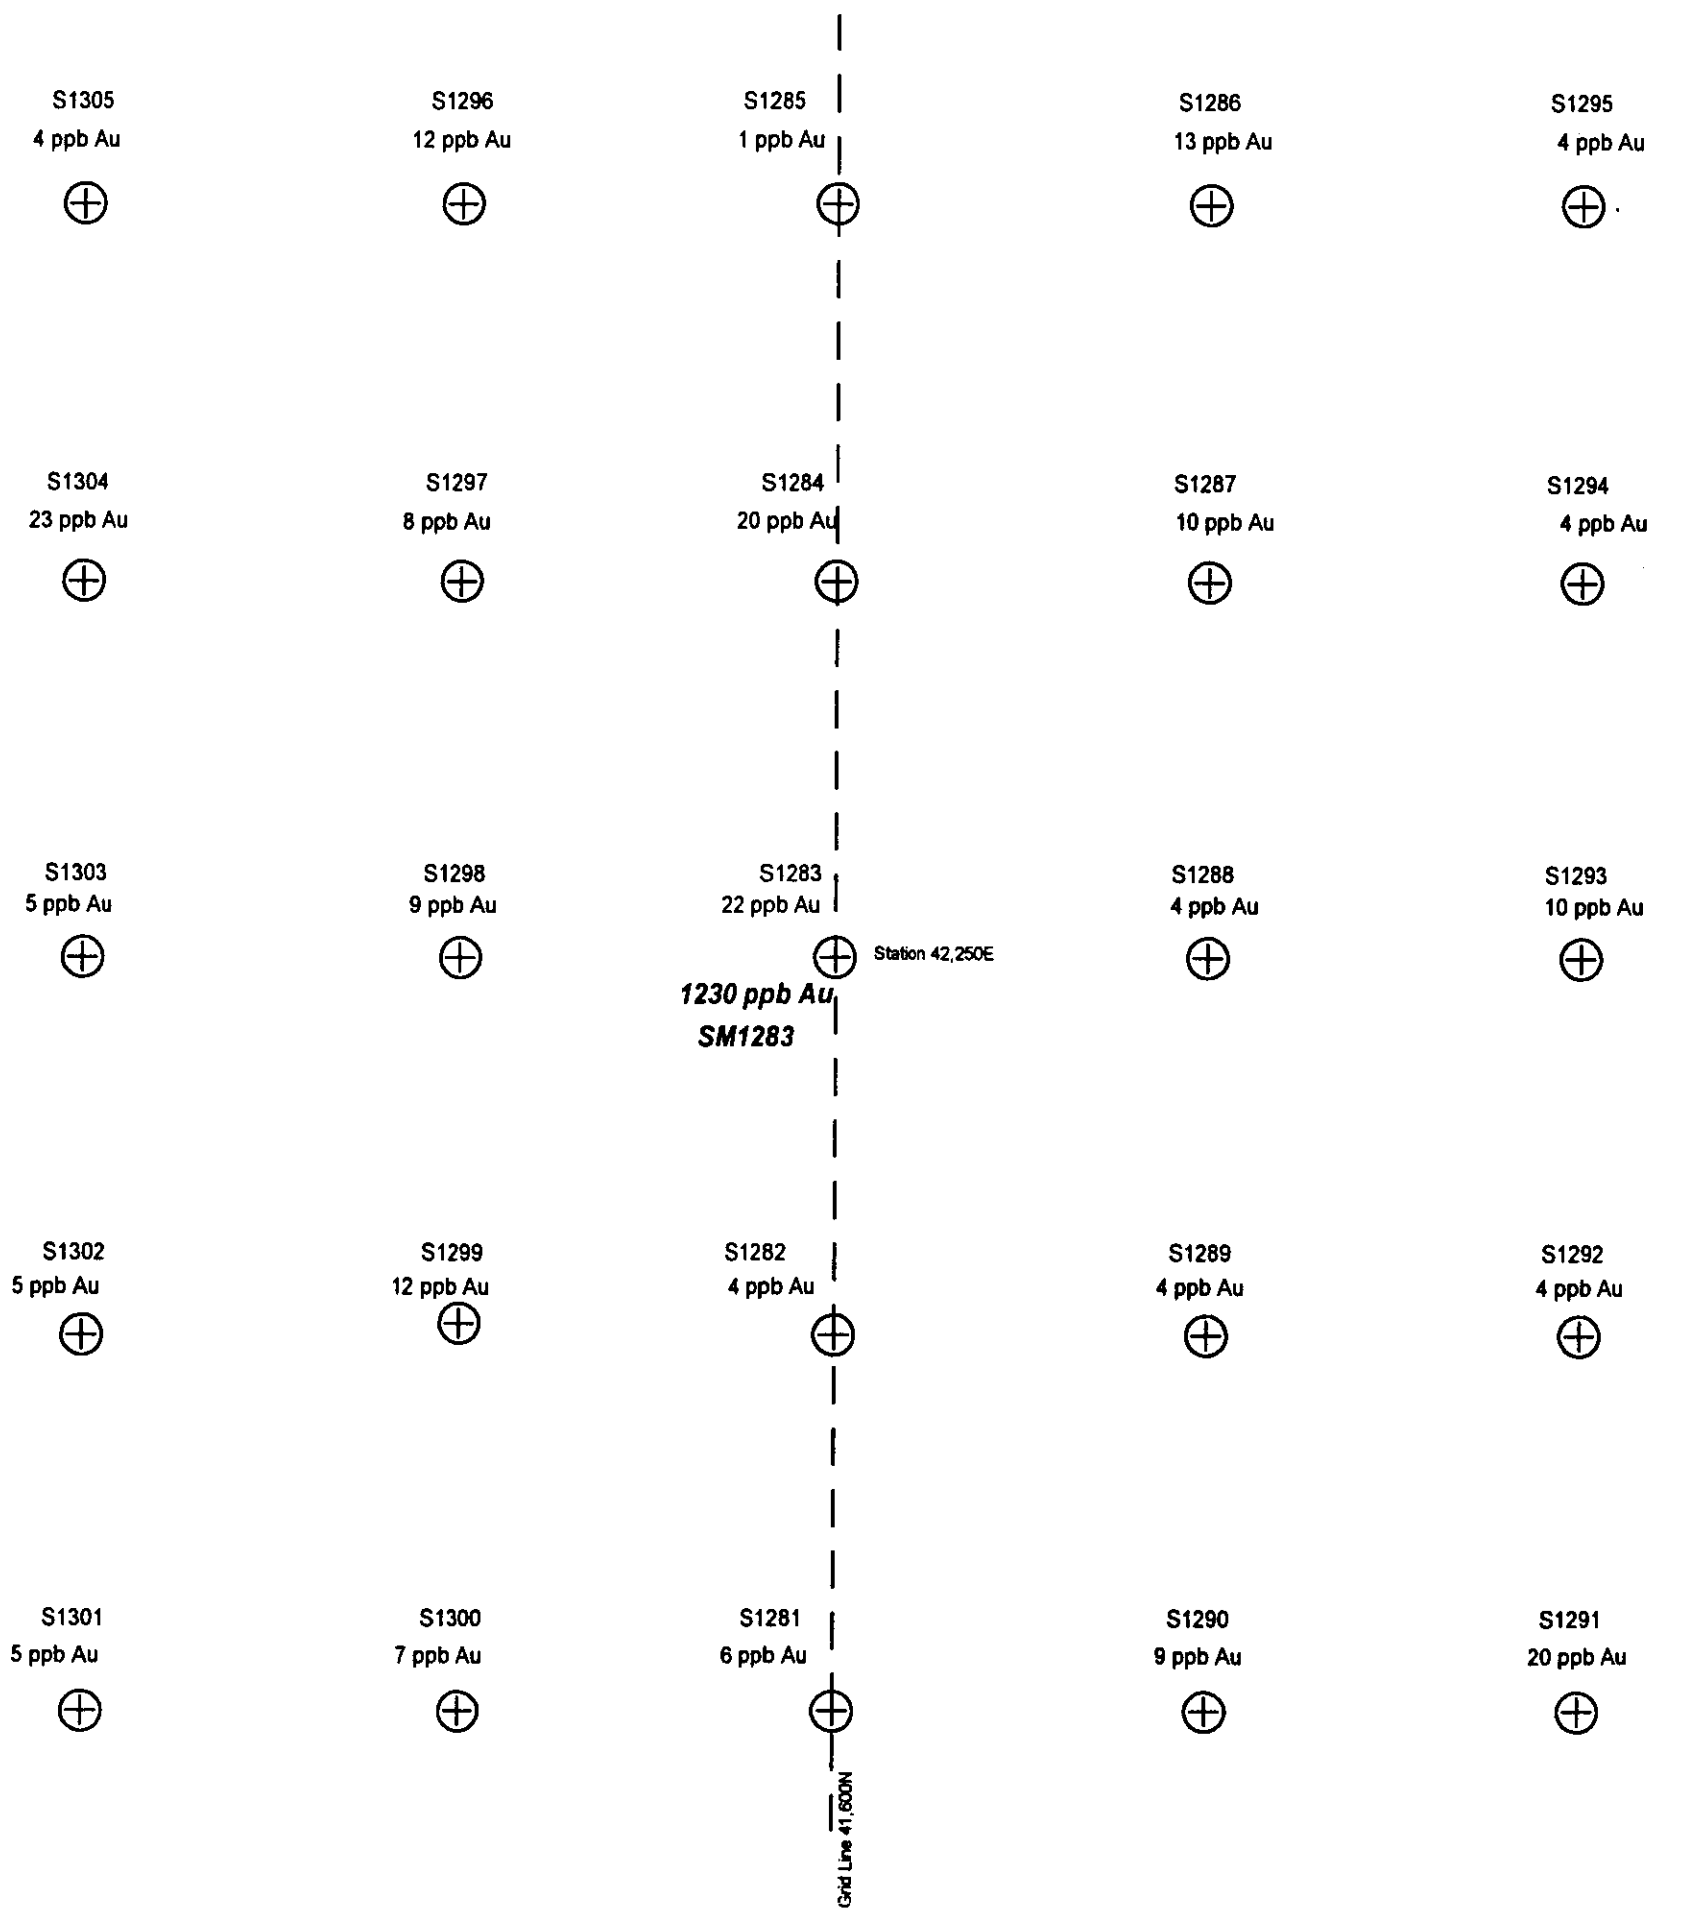 S1305
4 ppb Au
S1296
12 ppb Au
S1285
1 ppb Au
S1286
13 ppb Au
S1295
4 ppb Au
S1304
23 ppb Au
S1297
8 ppb Au
S1284
20 ppb Au
S1287
10 ppb Au
S1294
4 ppb Au
S1303
5 ppb Au
S1298
9 ppb Au
S1283
22 ppb Au
Station 42,250E
1230 ppb Au
SM1283
S1288
4 ppb Au
S1293
10 ppb Au
S1302
5 ppb Au
S1299
12 ppb Au
S1282
4 ppb Au
S1289
4 ppb Au
S1292
4 ppb Au
S1301
5 ppb Au
S1300
7 ppb Au
S1281
6 ppb Au
S1290
9 ppb Au
S1291
20 ppb Au
Grid Line 41,600N